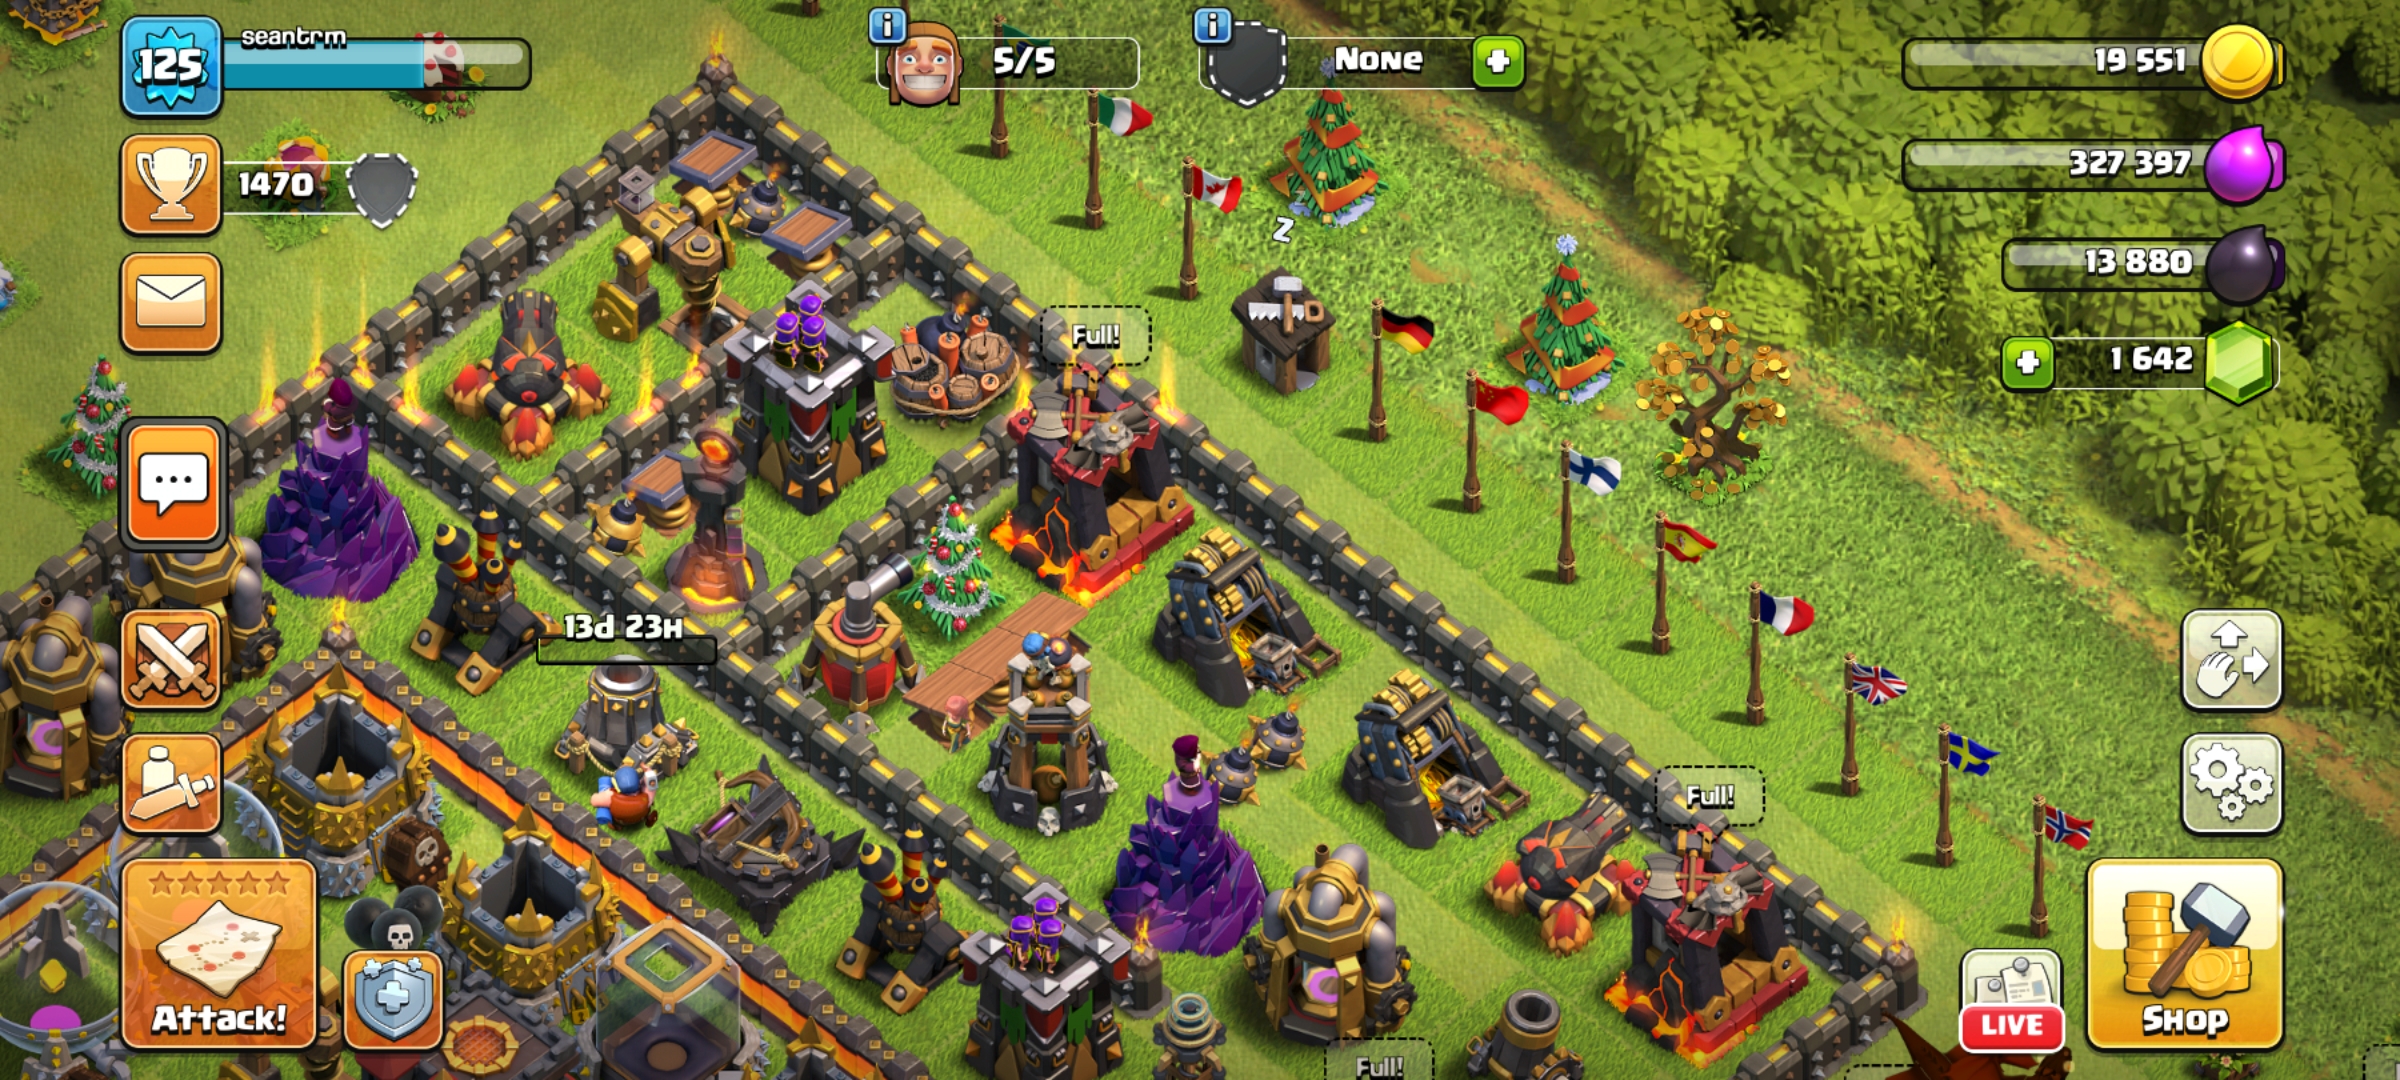 125
seantrm
5/5
None
19 551
1470
327 397
13 880
1 642
Full!
Z
13d 23H
Full!
Attack!
LIVE
Shop
Full!